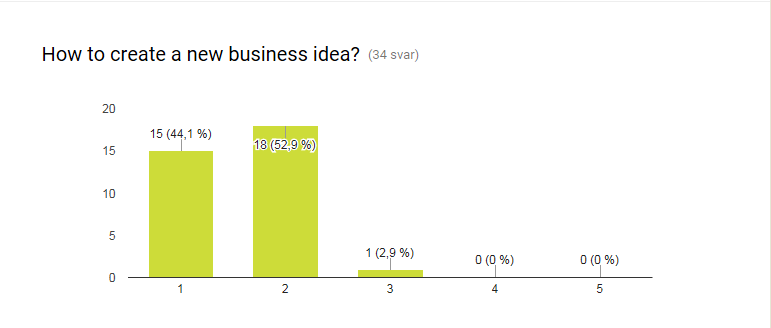 How to create a new business idea? (34 svar)
20
15 (44,1 %)
18 (52,9 %)
15
10
5
1 (2,9 %)
0 (0 %)
0 (0 %)
0
1 2 3 4 5